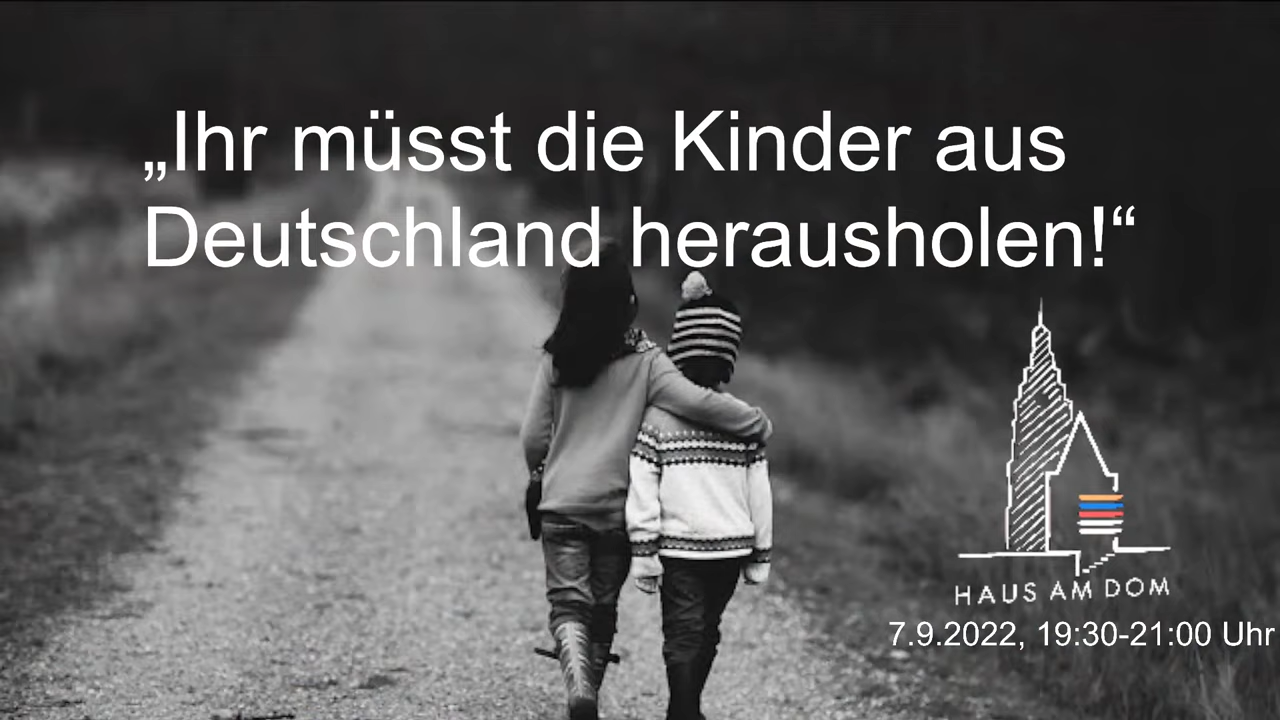 „Ihr müsst die Kinder aus
Deutschland herausholen!“
HAUS AM DOM
7.9.2022, 19:30-21:00 Uhr